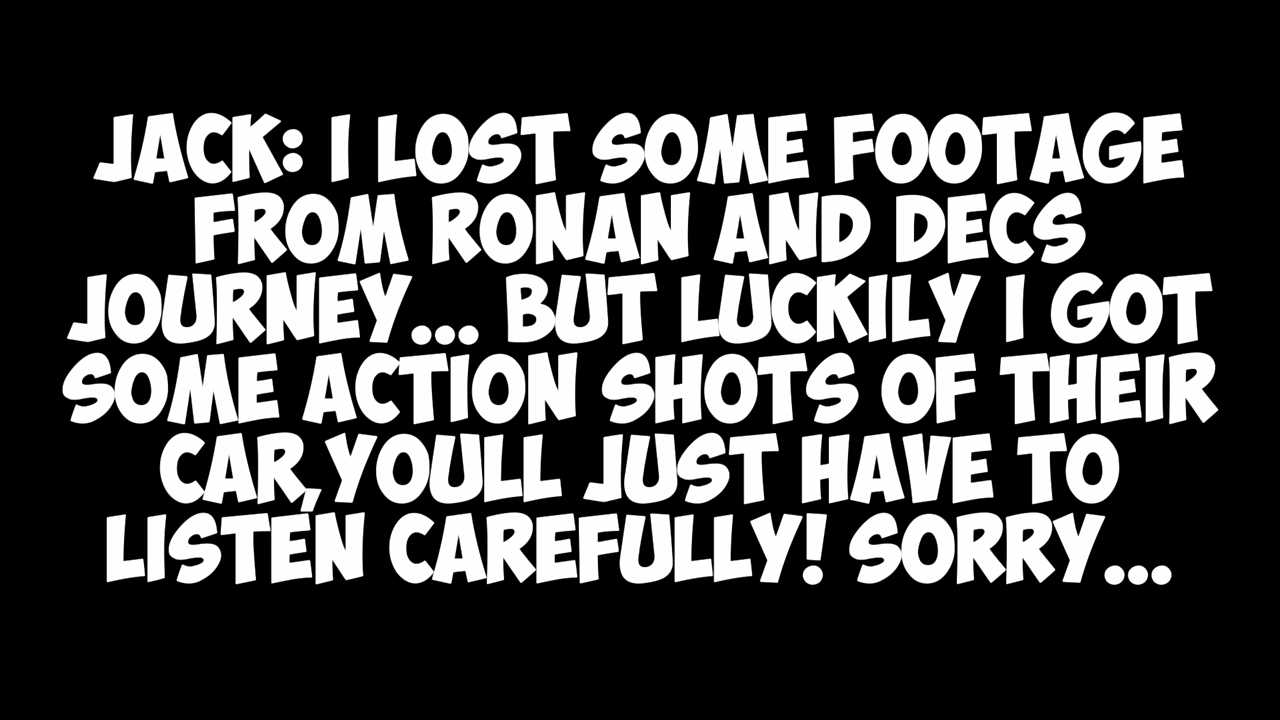 JACK: I LOST SOME FOOTAGE
FROM RONAN AND DECS
JOURNEY... BUT LUCKILY I GOT
SOME ACTION SHOTS OF THEIR
CAR,YOULL JUST HAVE TO
LISTEN CAREFULLY! SORRY...